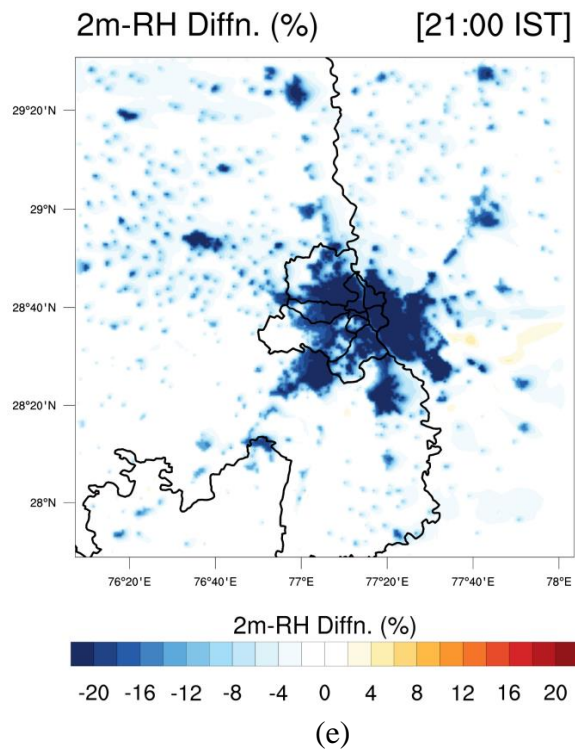 2m-RH Diffn. (%) [21:00 IST]
29°20'N
29°N
28°40'N
28°20'N
28°N
76°20'E 76°40'E 77°E 77°20'E 77°40'E 78°E
2m-RH Diffn. (%)
-20 -16 -12 -8 -4 0 4 8 12 16 20
(e)